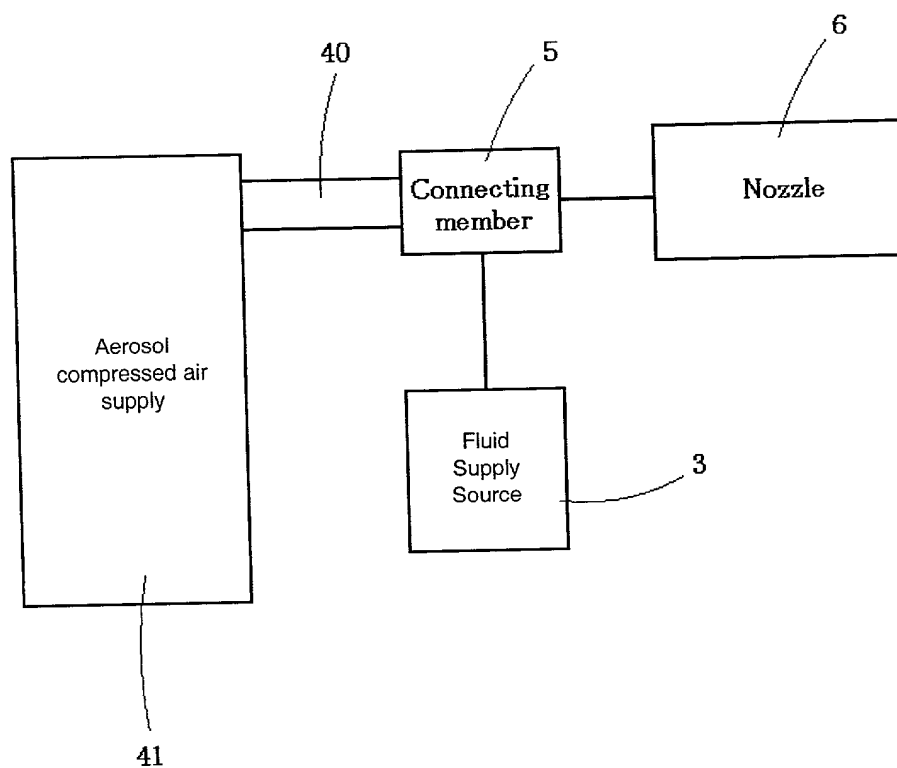 6
40
5
Connecting
member
Nozzle
Aerosol
compressed air
supply
Fluid
Supply
Source
3
41